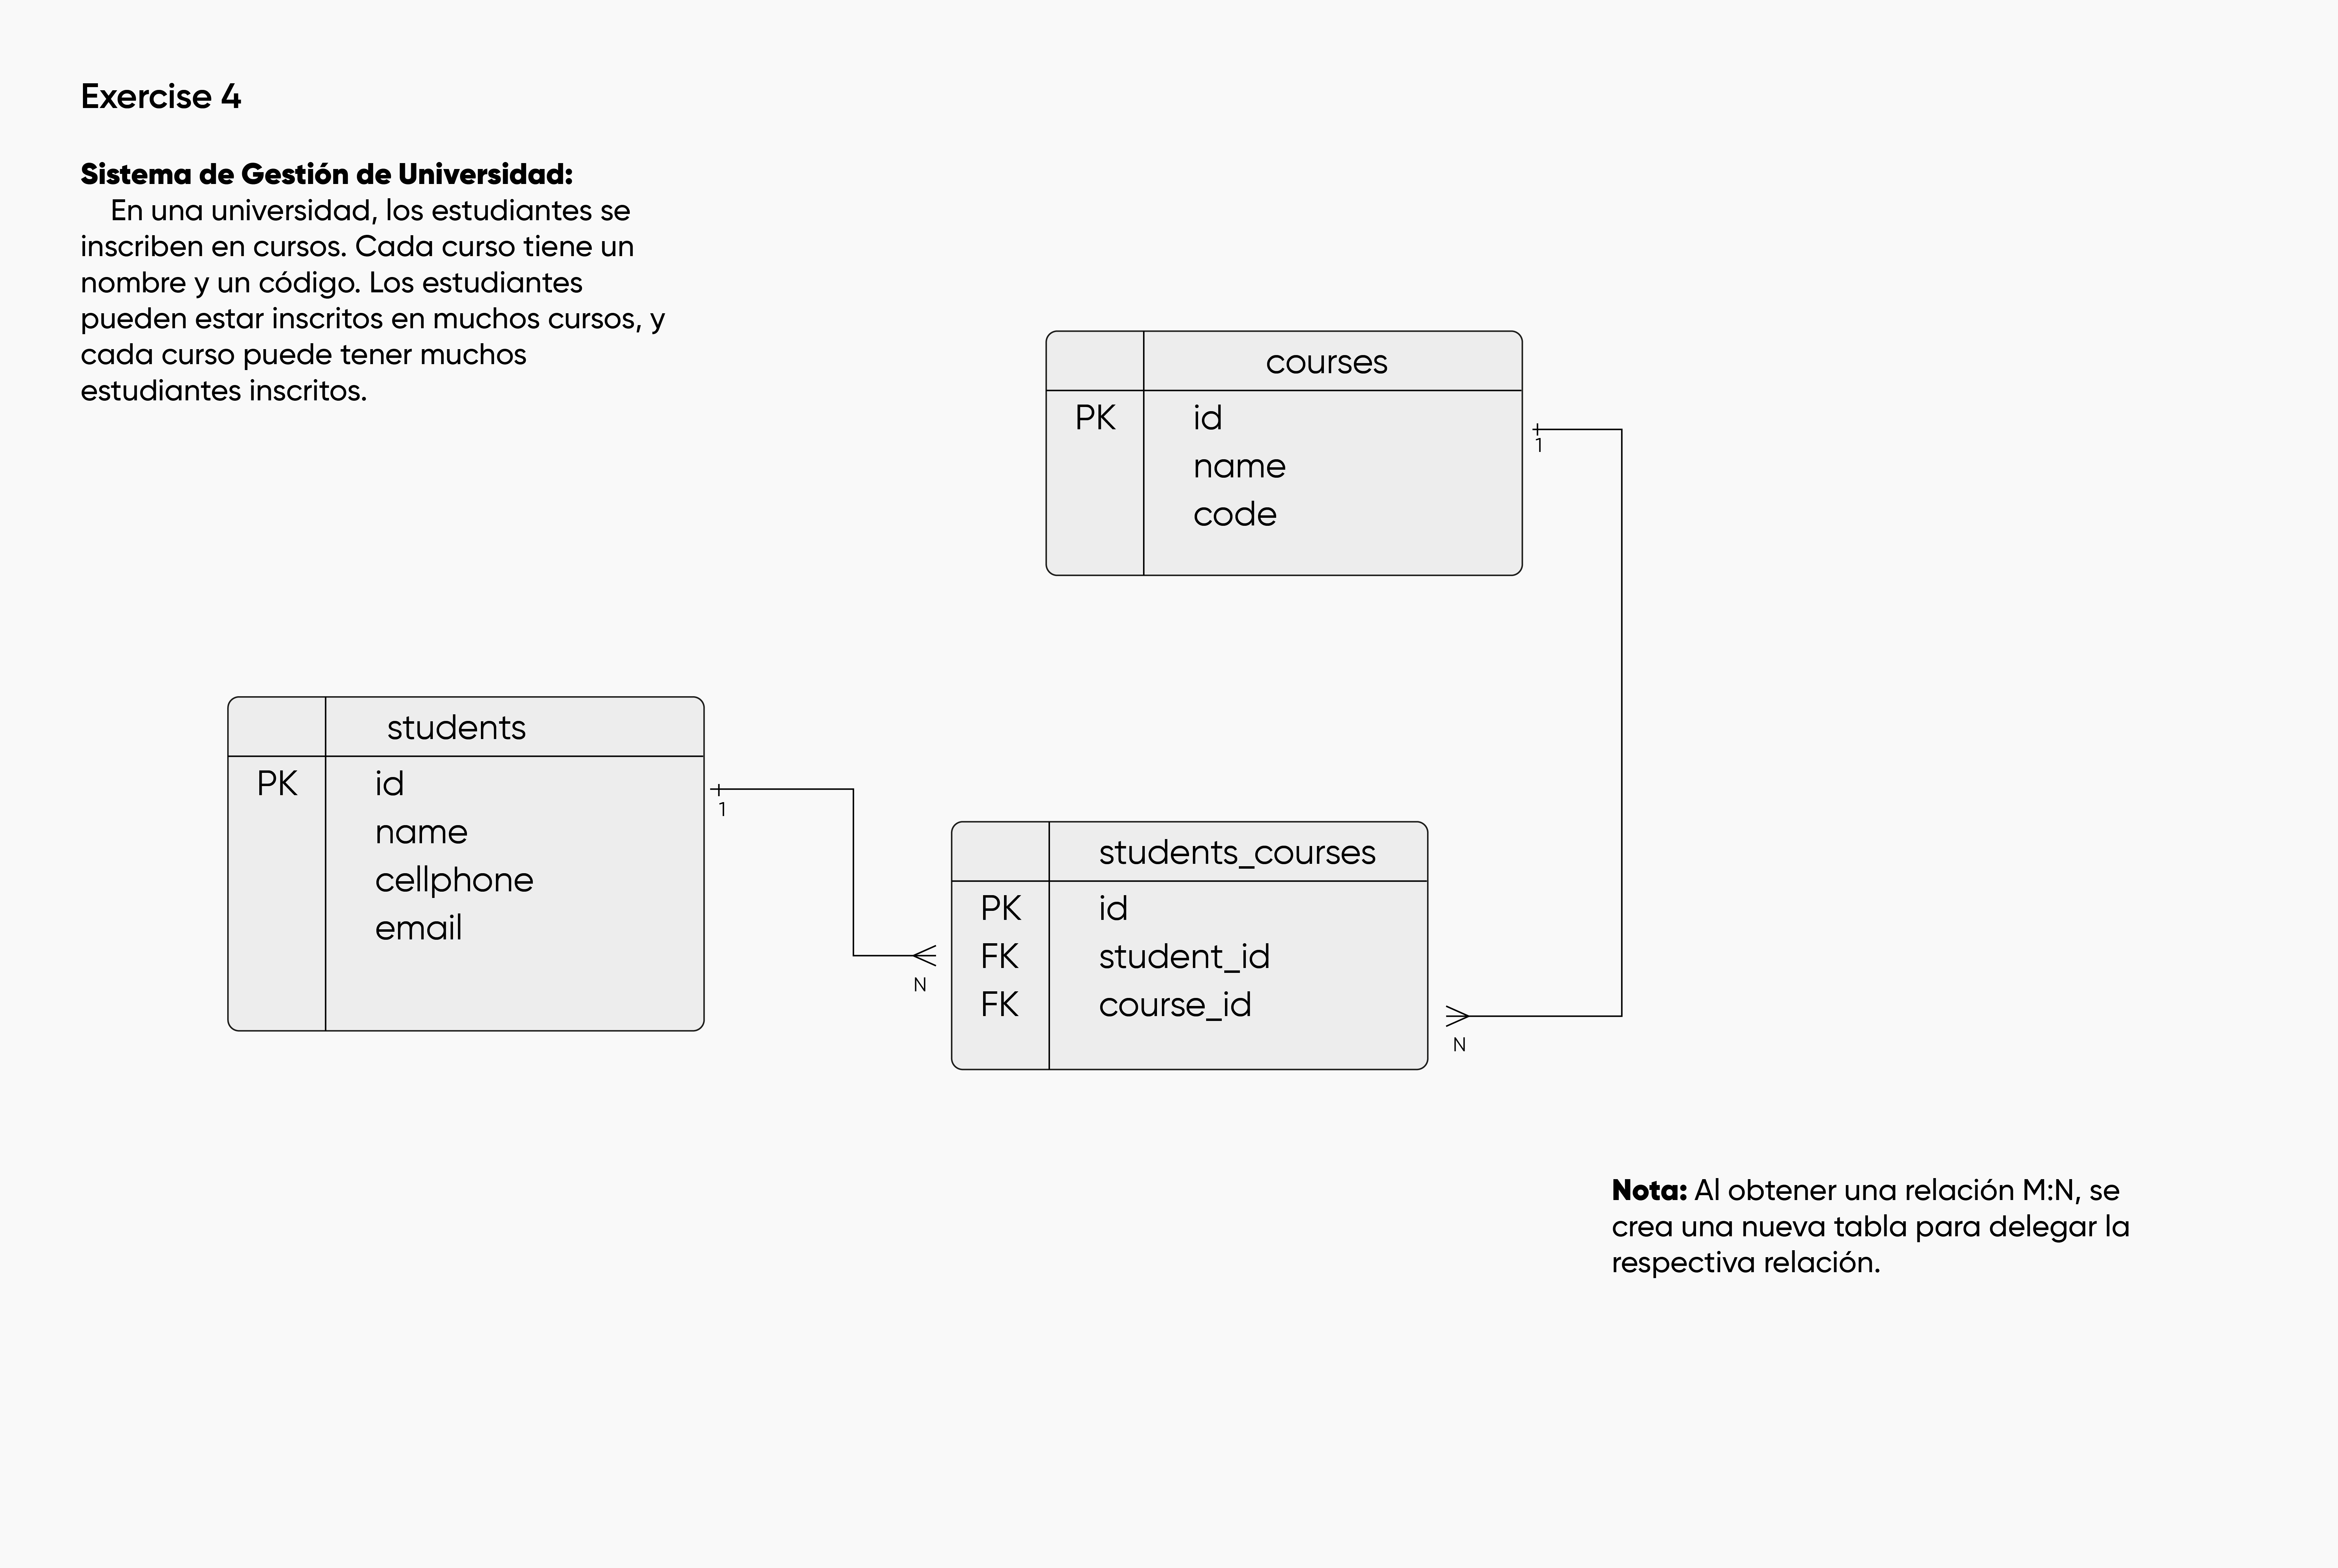 Exercise 4
Sistema de Gestión de Universidad:
En una universidad, los estudiantes se
inscriben en cursos. Cada curso tiene un
nombre y un código. Los estudiantes
pueden estar inscritos en muchos cursos, y
cada curso puede tener muchos
estudiantes inscritos.
courses
PK id
name
code
1
students
PK id
name
cellphone
email
1
students_courses
PK id
FK student_id
FK course_id
N
N
Nota: Al obtener una relación M:N, se
crea una nueva tabla para delegar la
respectiva relación.